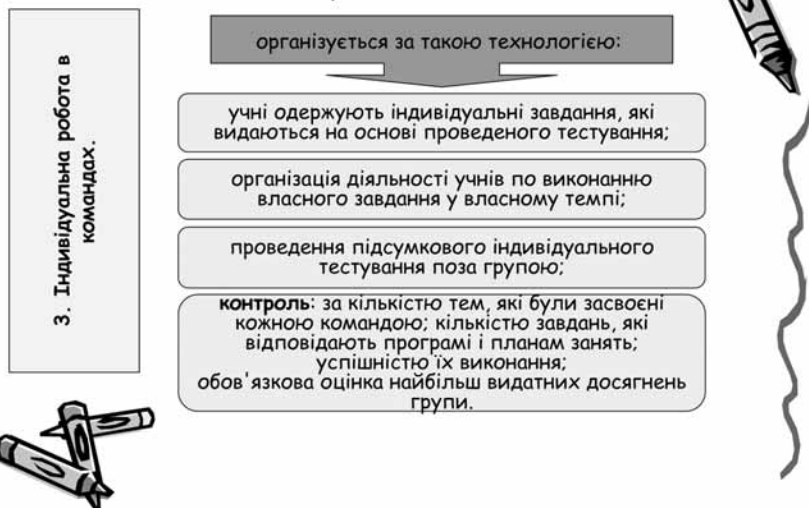 3. Індивідуальна робота в
командах.
організується за такою технологією:
учні одержують індивідуальні завдання, які
видаються на основі проведеного тестування;
організація діяльності учнів по виконанню
власного завдання у власному темпі;
проведення підсумкового індивідуального
тестування поза групою;
контроль: за кількістю тем, які були засвоєні
кожною командою; кількістю завдань, які
відповідають програмі і планам занять;
успішністю їх виконання;
обов'язкова оцінка найбільш видатних досягнень
групи.